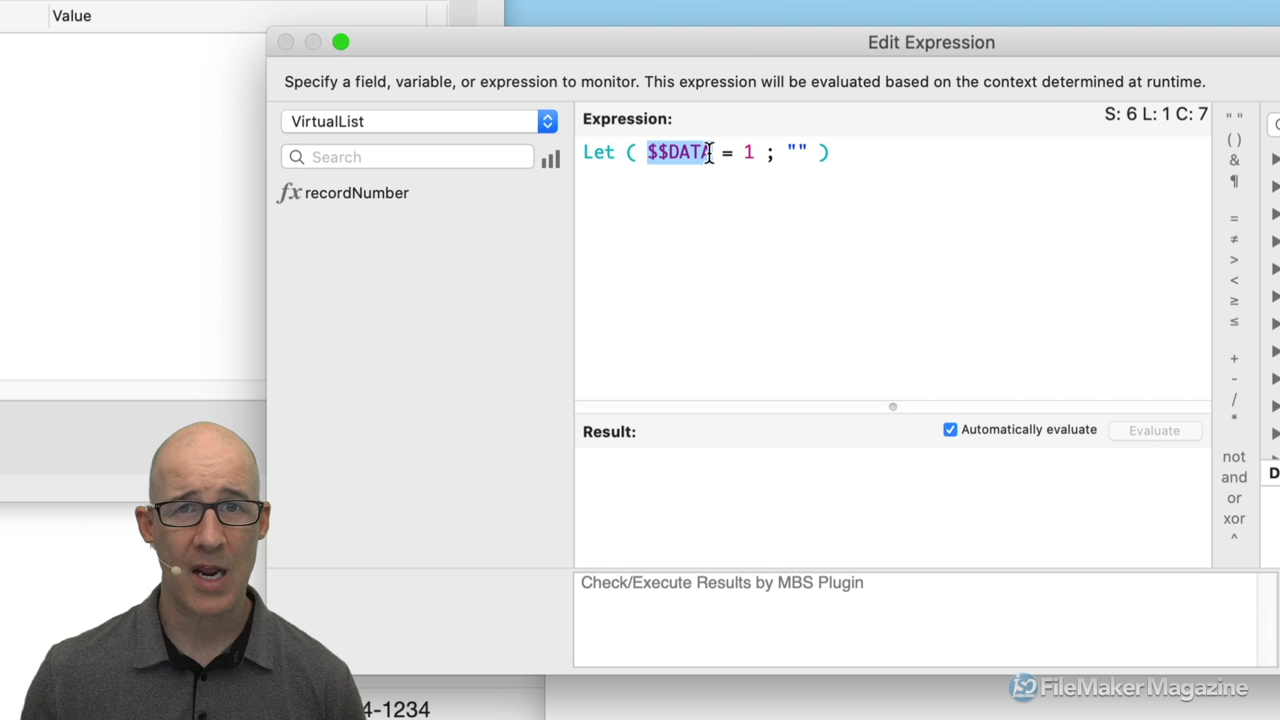 Value
Edit Expression
Specify a field, variable, or expression to monitor. This expression will be evaluated based on the context determined at runtime.
VirtualList
Expression:
S: 6 L: 1 C: 7
Search
Let ( $$DATA = 1 ; "" )
fx recordNumber
" "
( )
&
¶
=
≠
>
<
≥
≤
+
-
/
*
Result:
Automatically evaluate
Evaluate
not
and
or
xor
^
D
Check/Execute Results by MBS Plugin
4-1234
FileMaker Magazine